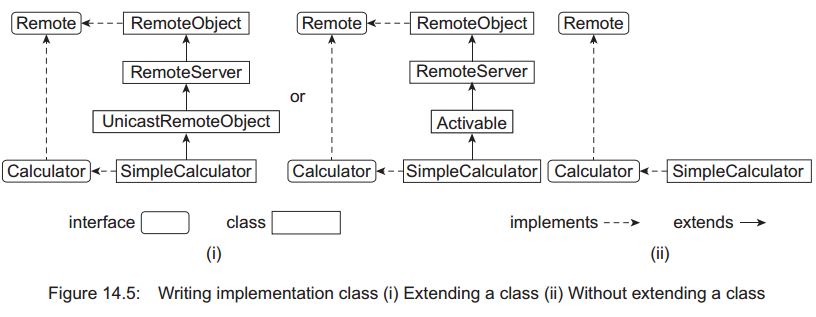 Remote RemoteObject Remote RemoteObject Remote
RemoteServer RemoteServer
or
UnicastRemoteObject Activable
Calculator SimpleCalculator Calculator SimpleCalculator Calculator SimpleCalculator
interface class implements extends
(i) (ii)
Figure 14.5: Writing implementation class (i) Extending a class (ii) Without extending a class